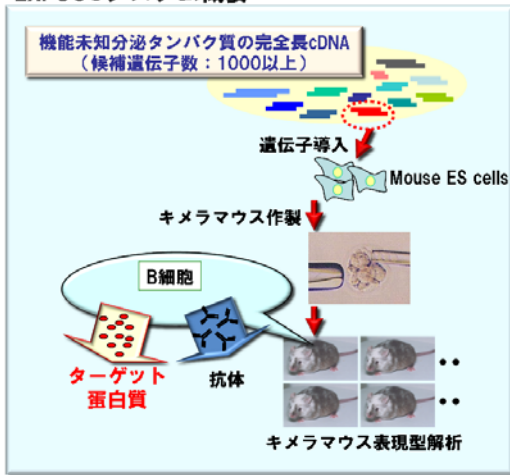 機能未知分泌タンパク質の完全長cDNA
（候補遺伝子数：1000以上）
遺伝子導入
Mouse ES cells
キメラマウス作製
B細胞
ターゲット
蛋白質
抗体
キメラマウス表現型解析